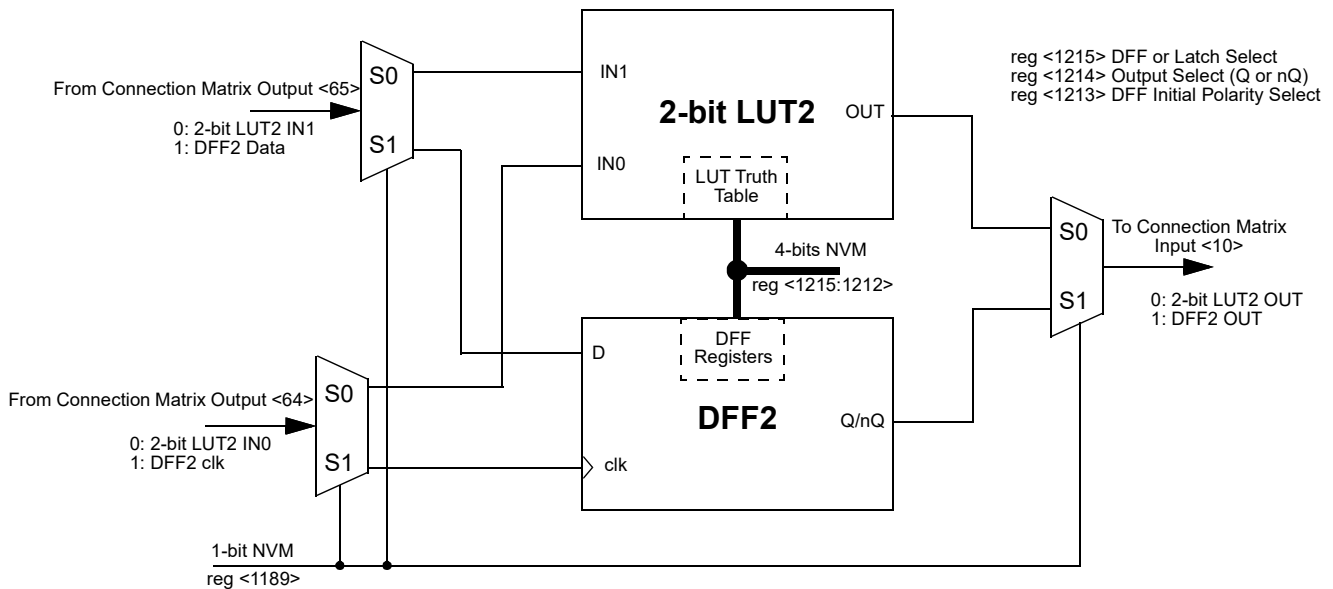 reg <1215> DFF or Latch Select
reg <1214> Output Select (Q or nQ)
reg <1213> DFF Initial Polarity Select
From Connection Matrix Output <65>
0: 2-bit LUT2 IN1
1: DFF2 Data
S0
S1
IN1
IN0
2-bit LUT2
OUT
LUT Truth
Table
4-bits NVM
reg <1215:1212>
S0
S1
To Connection Matrix
Input <10>
0: 2-bit LUT2 OUT
1: DFF2 OUT
From Connection Matrix Output <64>
0: 2-bit LUT2 IN0
1: DFF2 clk
S0
S1
D
clk
DFF
Registers
DFF2
Q/nQ
1-bit NVM
reg <1189>